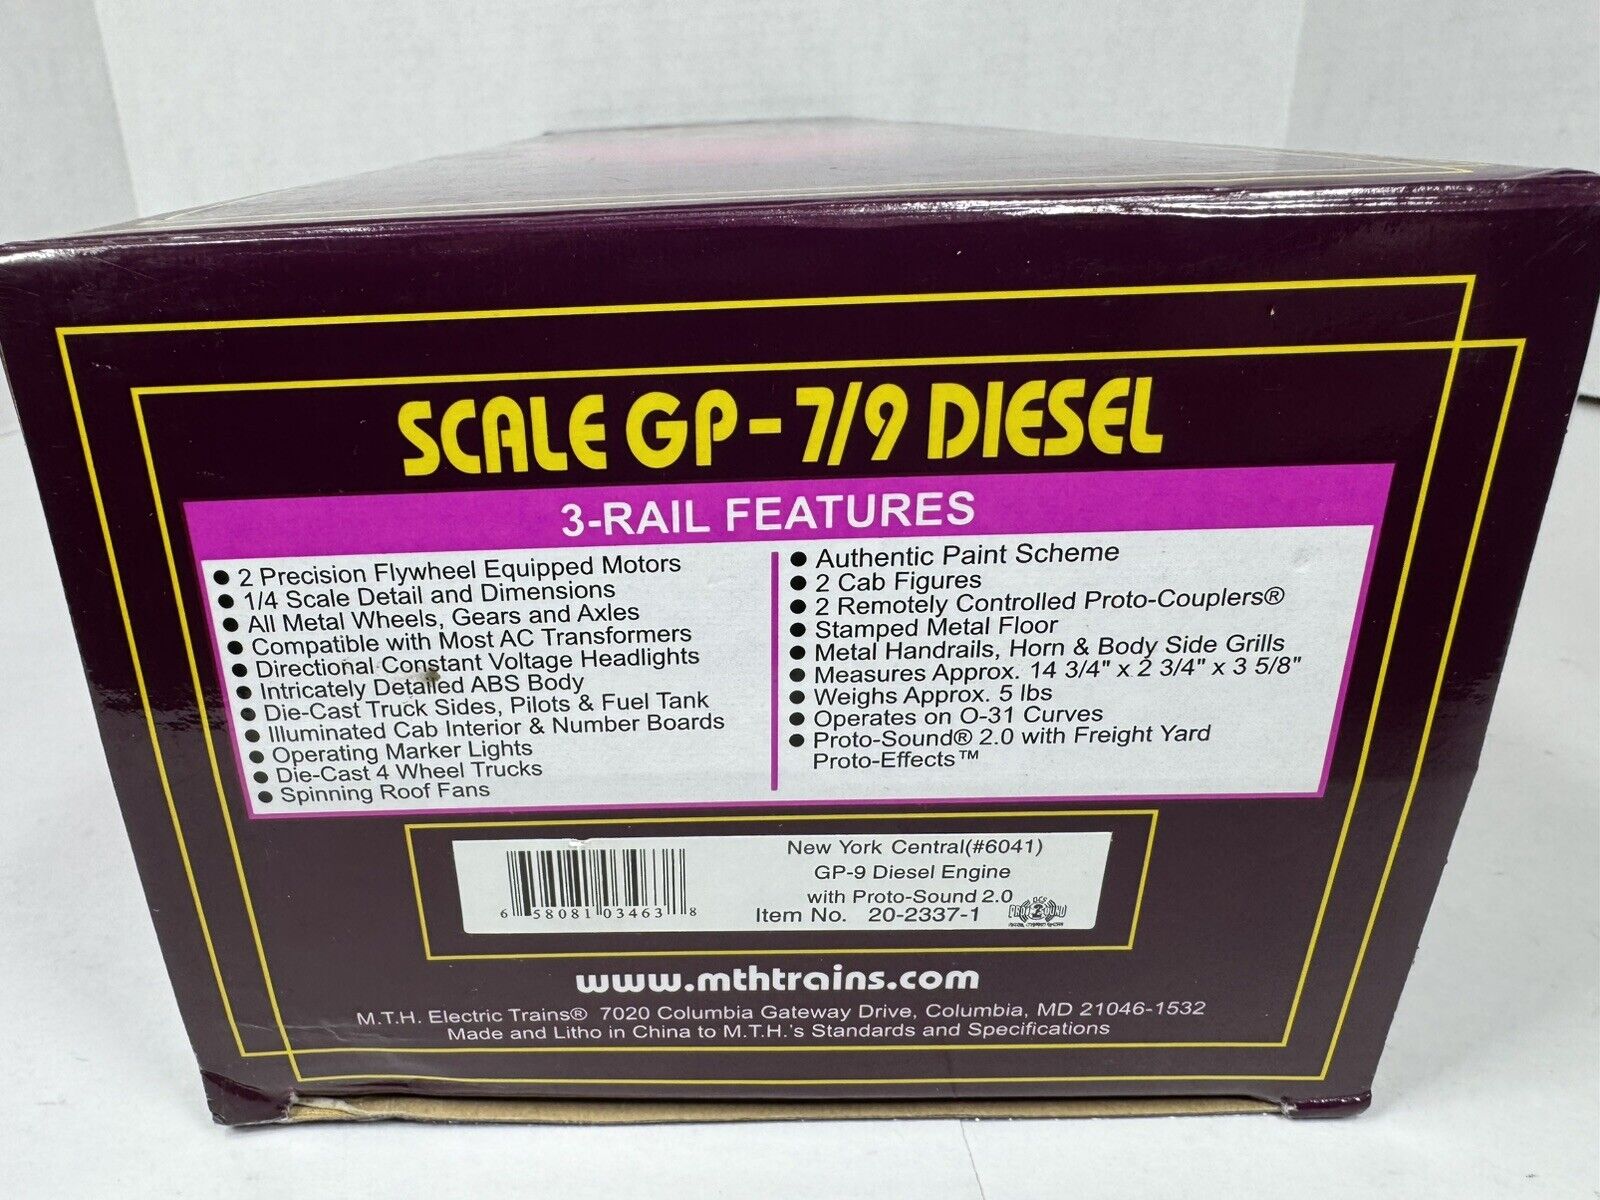 SCALE GP-7/9 DIESEL
3-RAIL FEATURES
● 2 Precision Flywheel Equipped Motors
● 1/4 Scale Detail and Dimensions
● All Metal Wheels, Gears and Axles
● Compatible with Most AC Transformers
● Directional Constant Voltage Headlights
● Intricately Detailed ABS Body
● Die-Cast Truck Sides, Pilots & Fuel Tank
● Illuminated Cab Interior & Number Boards
● Operating Marker Lights
● Die-Cast 4 Wheel Trucks
● Spinning Roof Fans
● Authentic Paint Scheme
● 2 Cab Figures
● 2 Remotely Controlled Proto-Couplers®
● Stamped Metal Floor
● Metal Handrails, Horn & Body Side Grills
● Measures Approx. 14 3/4" x 2 3/4" x 3 5/8"
● Weighs Approx. 5 lbs
● Operates on O-31 Curves
● Proto-Sound® 2.0 with Freight Yard
Proto-Effects™
New York Central(#6041)
GP-9 Diesel Engine
with Proto-Sound 2.0
Item No. 20-2337-1
6 58081 03463 8
www.mthtrains.com
M.T.H. Electric Trains® 7020 Columbia Gateway Drive, Columbia, MD 21046-1532
Made and Litho in China to M.T.H.'s Standards and Specifications